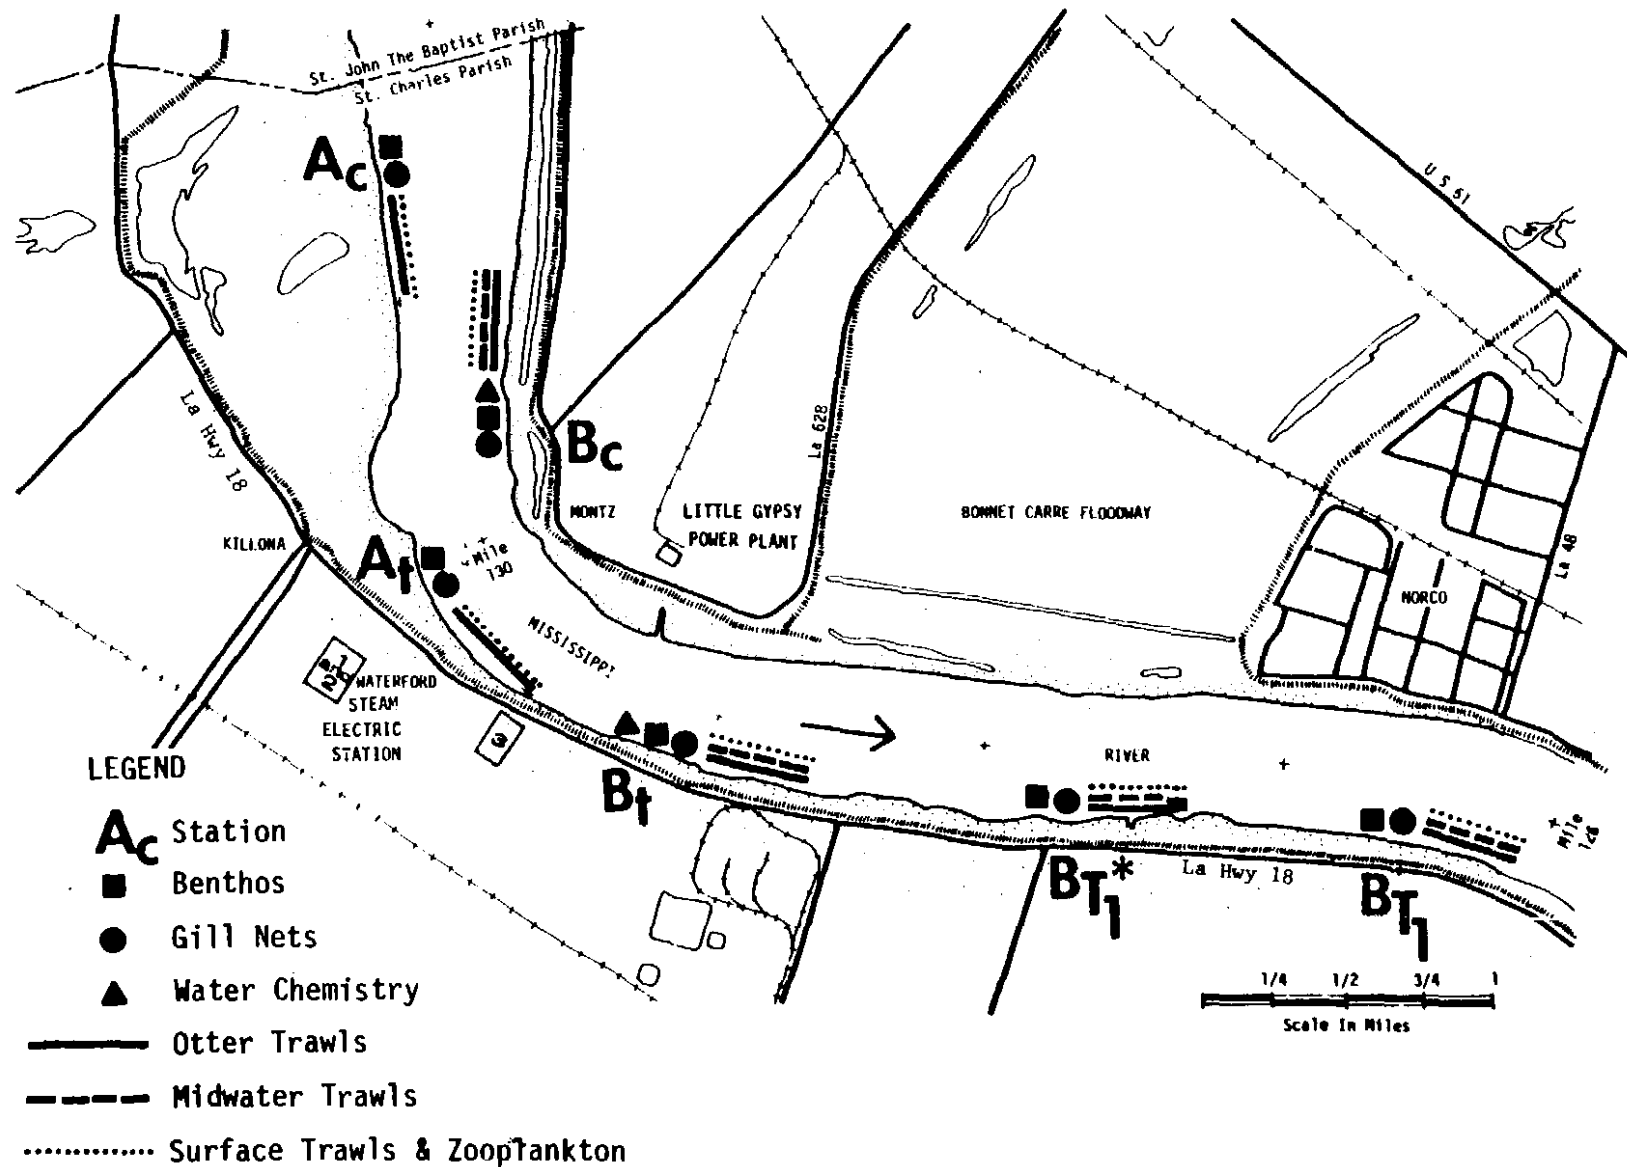 St. John The Baptist Parish
St. Charles Parish
Ac
U S 51
La Hwy 18
La 628
Bc
MONTZ
LITTLE GYPSY
POWER PLANT
BONNET CARRE FLOODWAY
La 48
KILLONA
At
Mile
130
NORCO
MISSISSIPPI
1
and
2
WATERFORD
STEAM
ELECTRIC
STATION
3
RIVER
Bt
Mile
BT1*
La Hwy 18
BT1
LEGEND
Ac Station
Benthos
Gill Nets
Water Chemistry
Otter Trawls
Midwater Trawls
Surface Trawls & Zooplankton
1/4 1/2 3/4 1
Scale In Miles